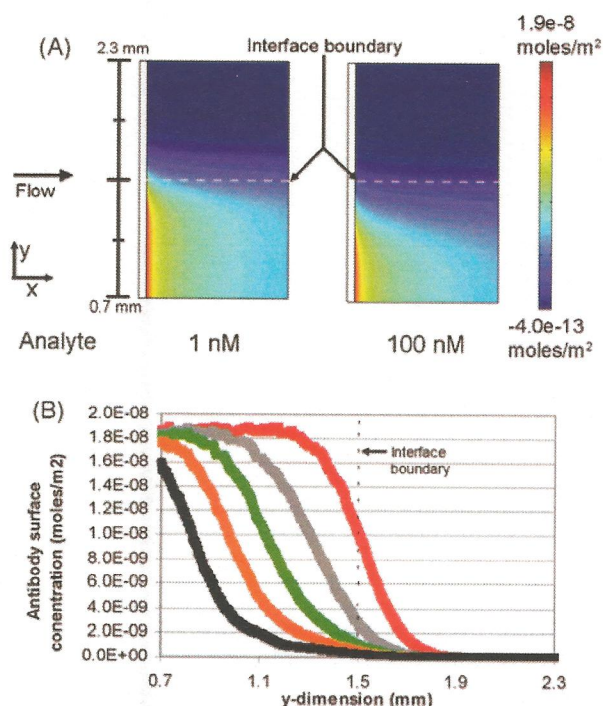 (A)
2.3 mm
Interface boundary
1.9e-8
moles/m²
Flow
y
x
0.7 mm
-4.0e-13
moles/m²
Analyte 1 nM 100 nM
(B)
Antibody surface
conentration (moles/m2)
2.0E-08
1.8E-08
1.6E-08
1.4E-08
1.2E-08
1.0E-08
8.0E-09
6.0E-09
4.0E-09
2.0E-09
0.0E+00
Interface
boundary
0.7 1.1 1.5 1.9 2.3
y-dimension (mm)